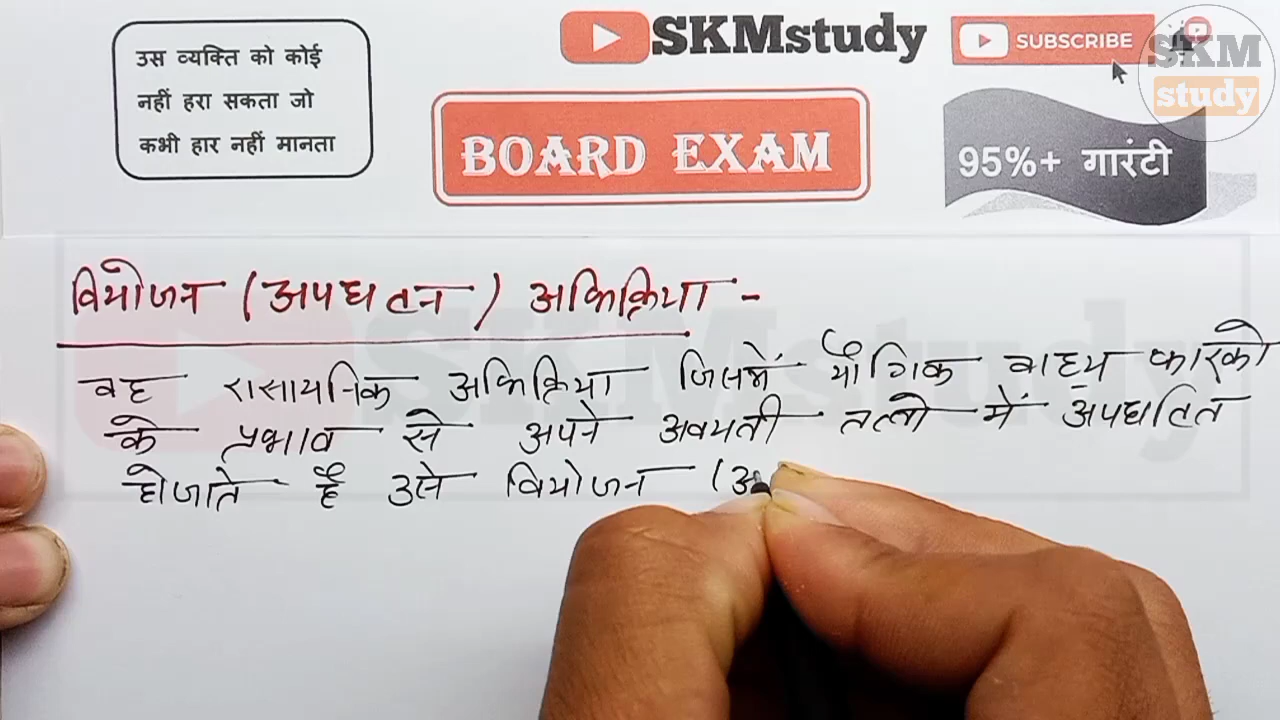 उस व्यक्ति को कोई
नहीं हरा सकता जो
कभी हार नहीं मानता
SKMstudy
SUBSCRIBE
SKM
study
BOARD EXAM
95%+ गारंटी
वियोजन (अपघटन) अभिक्रिया -
वह रासायनिक अभिक्रिया जिसमें यौगिक बाह्य कारको
के प्रभाव से अपने अवयवी तत्वो में अपघटित
होजाते है उसे वियोजन (अ